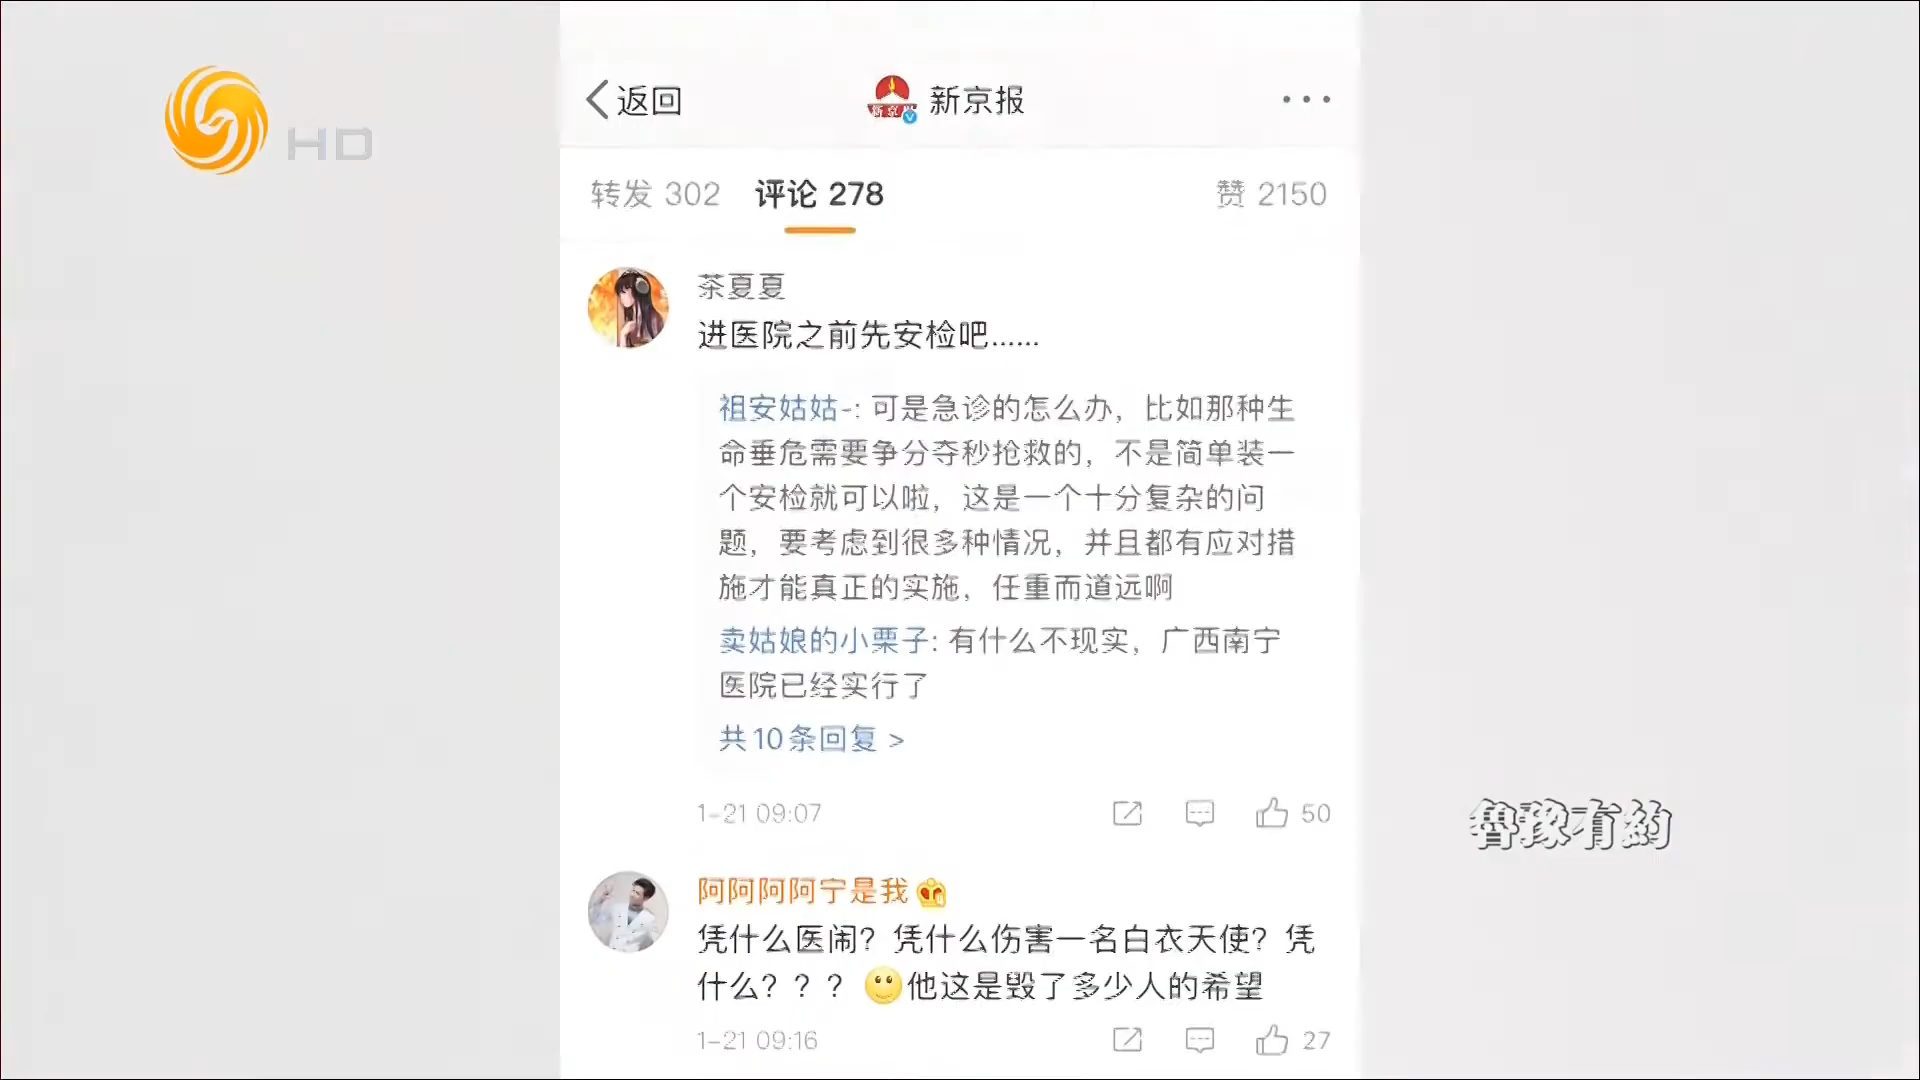 HD
返回
新京报
转发 302 评论 278 赞 2150
茶夏夏
进医院之前先安检吧......
祖安姑姑-: 可是急诊的怎么办，比如那种生
命垂危需要争分夺秒抢救的，不是简单装一
个安检就可以啦，这是一个十分复杂的问
题，要考虑到很多种情况，并且都有应对措
施才能真正的实施，任重而道远啊
卖姑娘的小栗子: 有什么不现实，广西南宁
医院已经实行了
共10条回复 >
1-21 09:07 50
阿阿阿阿宁是我
凭什么医闹？凭什么伤害一名白衣天使？凭
什么？？？他这是毁了多少人的希望
1-21 09:16 27
魯豫有約